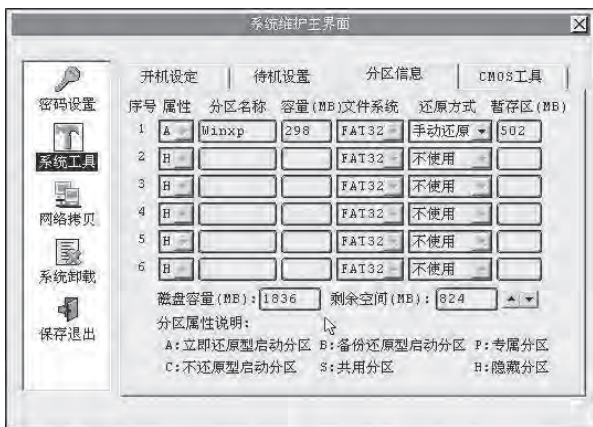 系统维护主界面
密码设置
系统工具
网络拷贝
系统卸载
保存退出
开机设定 待机设置 分区信息 CMOS工具
序号 属性 分区名称 容量(MB)文件系统 还原方式 暂存区(MB)
1 A Winxp 298 FAT32 手动还原 502
2 H FAT32 不使用
3 H FAT32 不使用
4 H FAT32 不使用
5 H FAT32 不使用
6 H FAT32 不使用
磁盘容量(MB):1836 剩余空间(MB):824
分区属性说明:
A:立即还原型启动分区 B:备份还原型启动分区 P:专属分区
C:不还原型启动分区 S:共用分区 H:隐藏分区